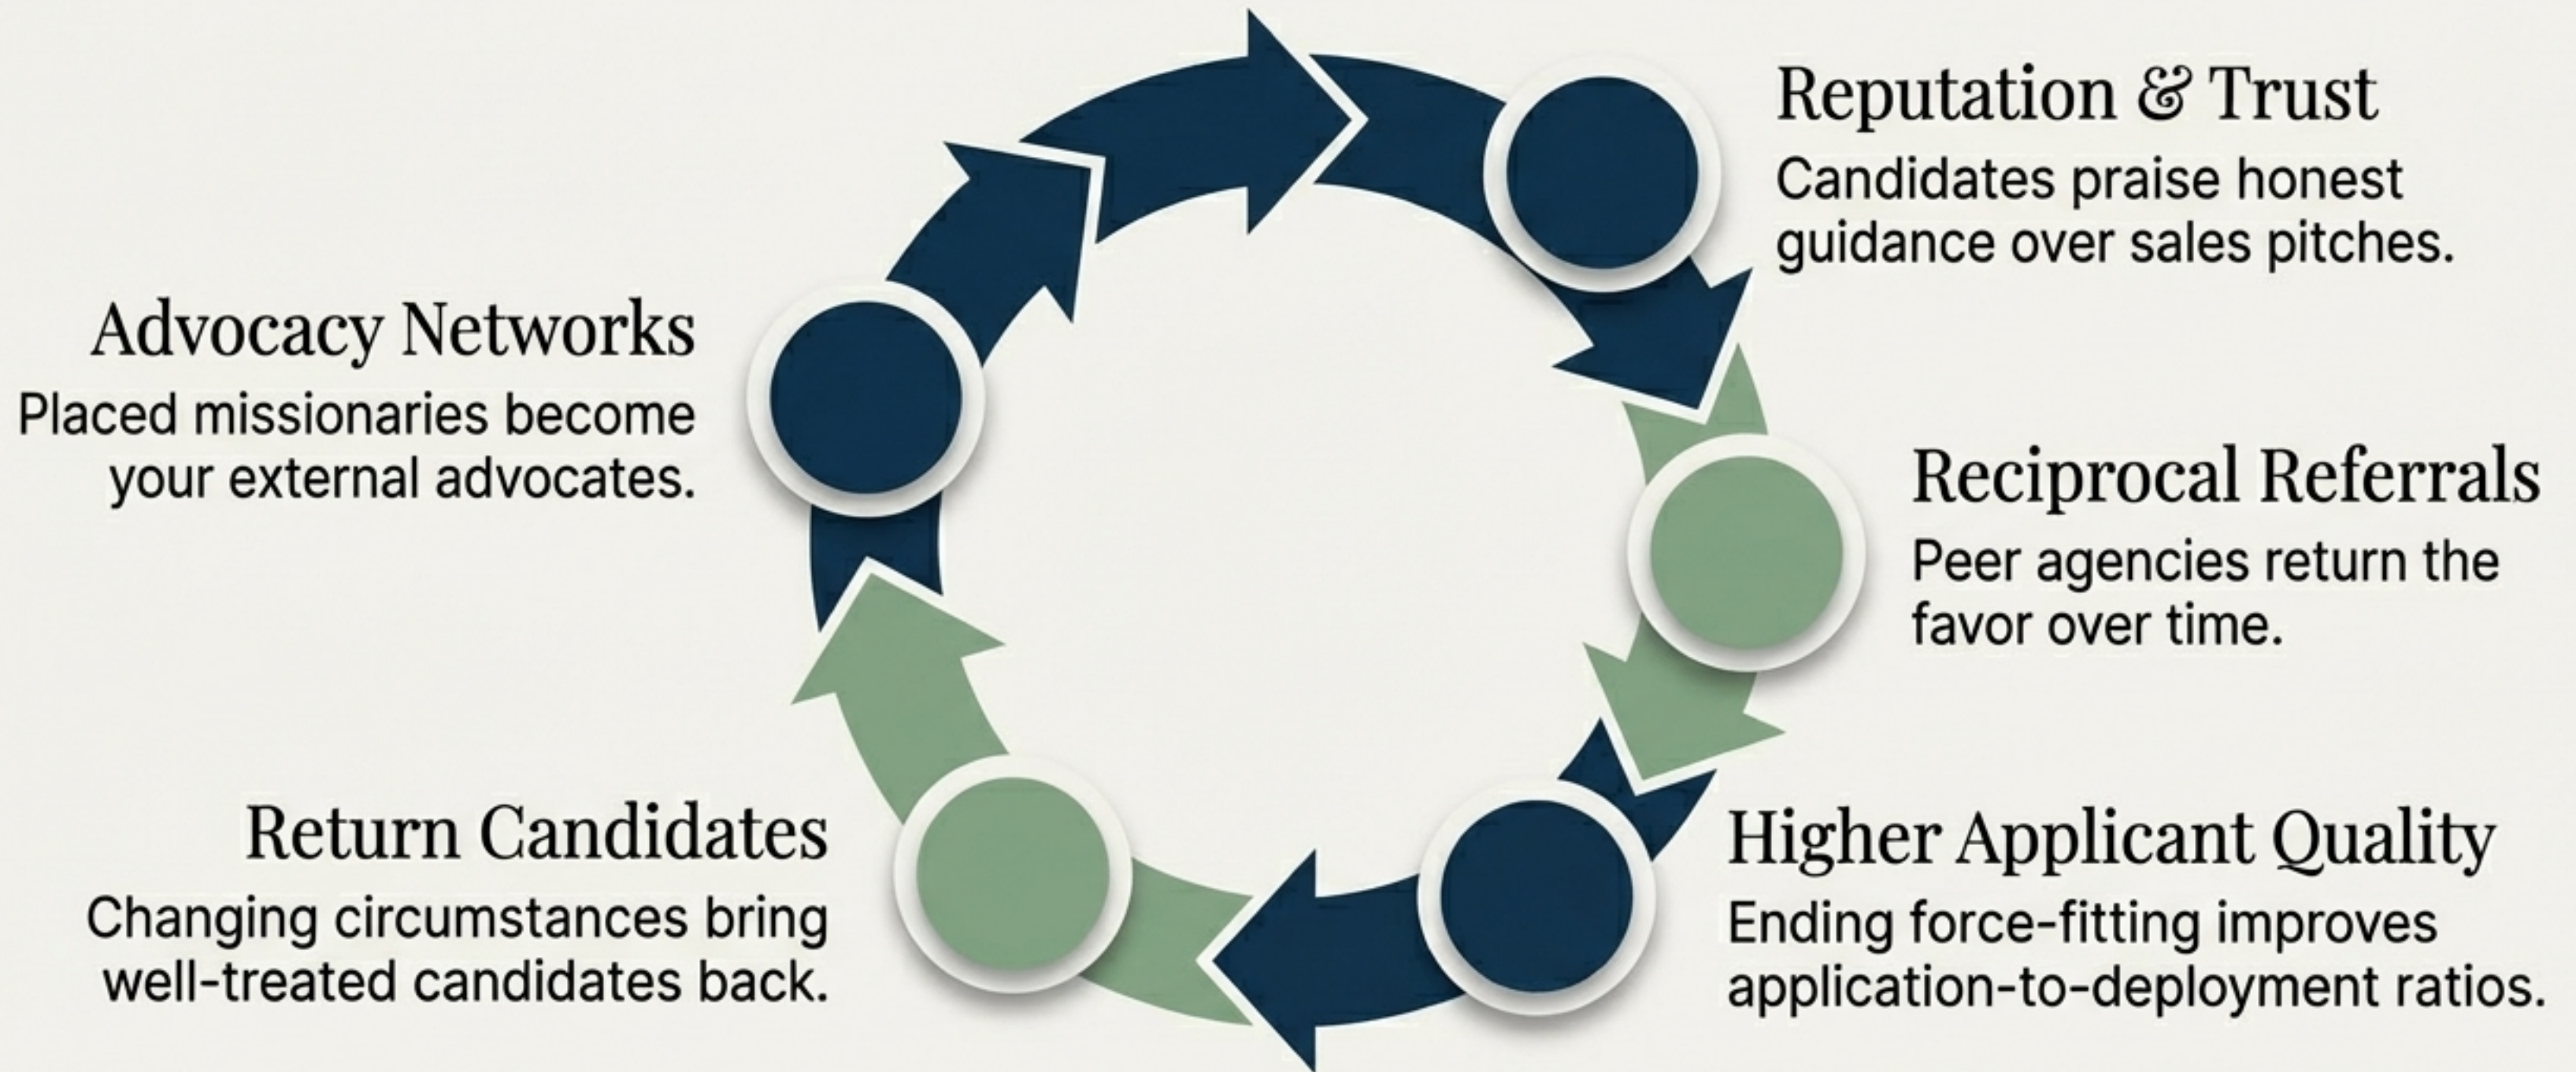 Reputation & Trust
Candidates praise honest
guidance over sales pitches.
Reciprocal Referrals
Peer agencies return the
favor over time.
Higher Applicant Quality
Ending force-fitting improves
application-to-deployment ratios.
Return Candidates
Changing circumstances bring
well-treated candidates back.
Advocacy Networks
Placed missionaries become
your external advocates.